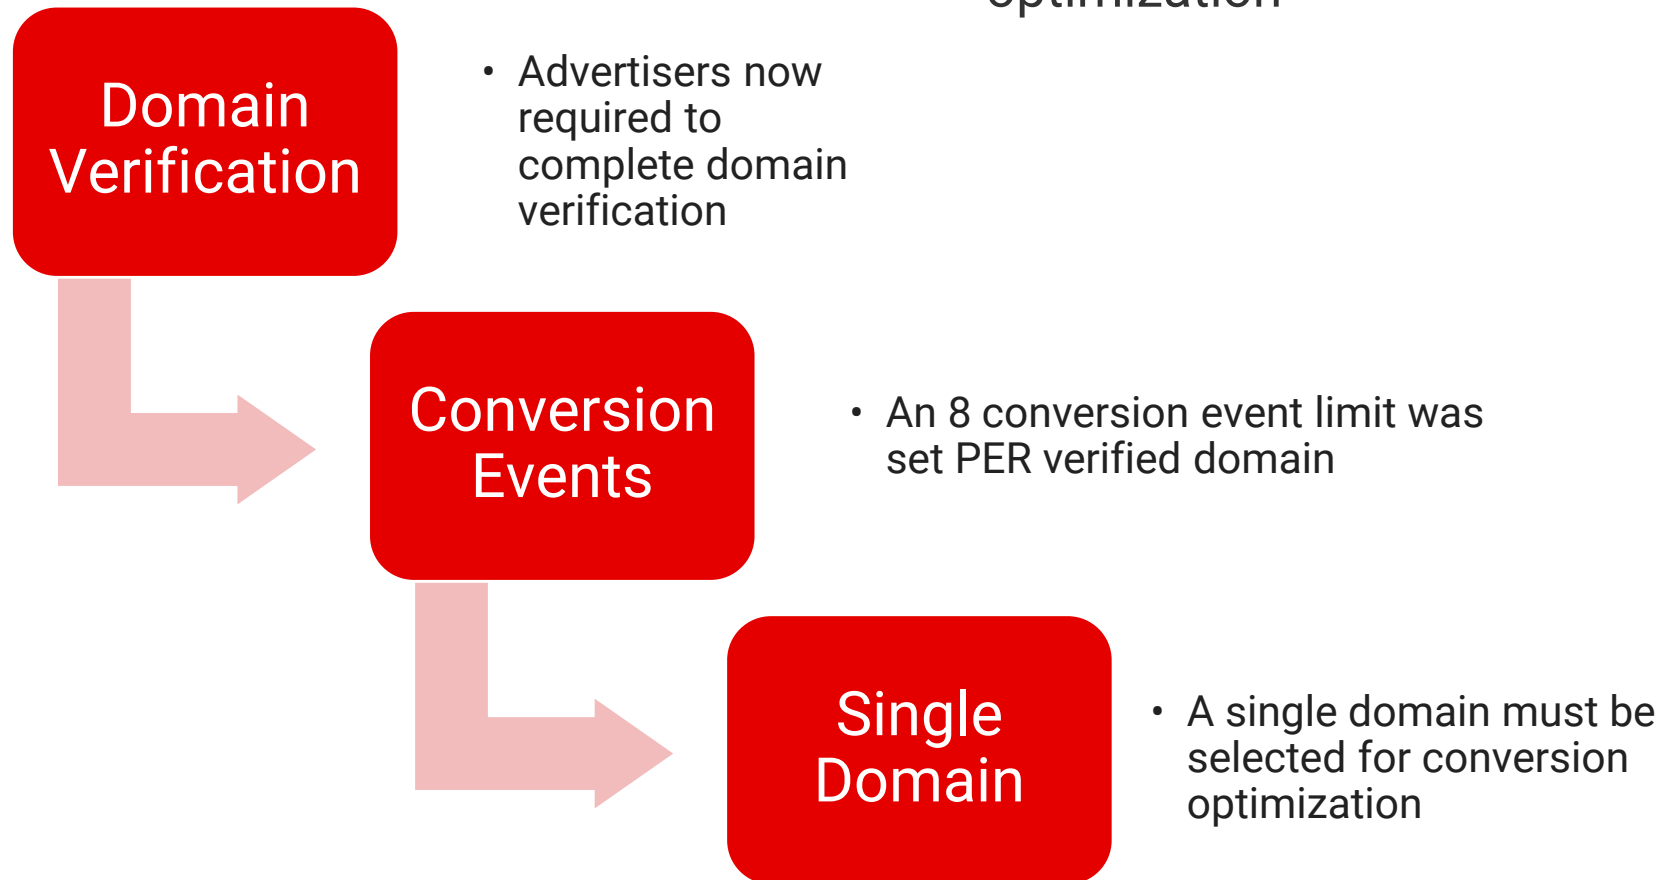 optimization
Domain
Verification
• Advertisers now
required to
complete domain
verification
Conversion
Events
• An 8 conversion event limit was
set PER verified domain
Single
Domain
• A single domain must be
selected for conversion
optimization